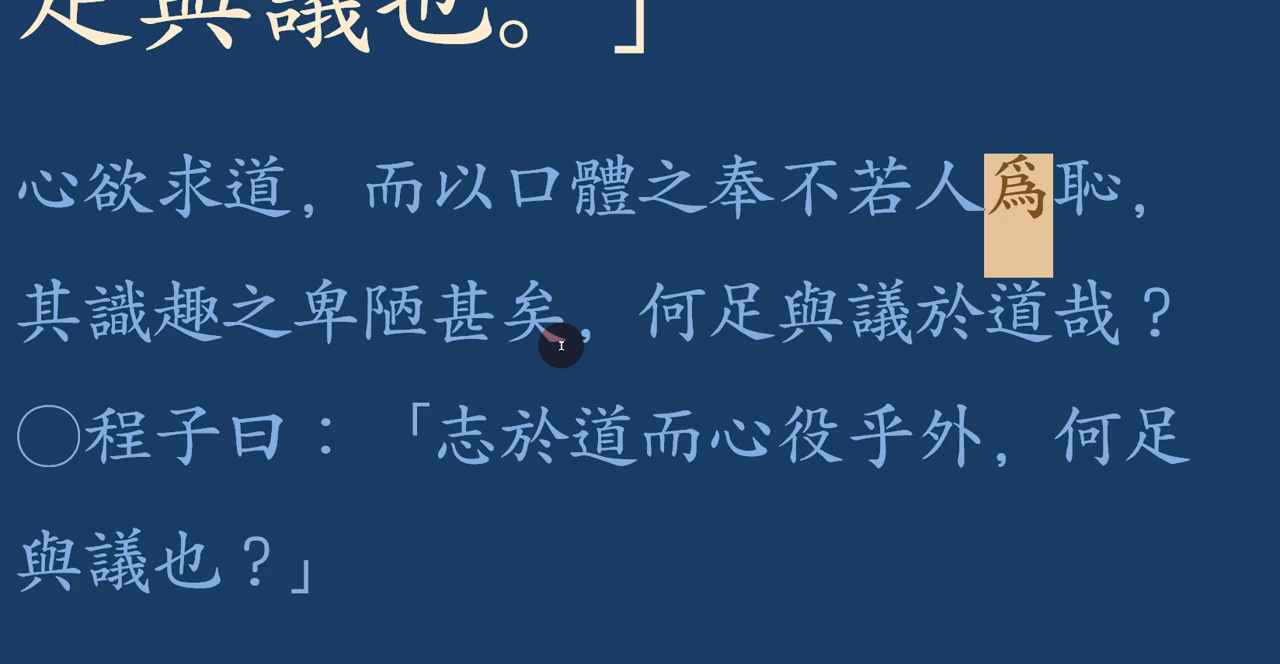 足與議也。」
心欲求道，而以口體之奉不若人爲恥，
其識趣之卑陋甚矣，何足與議於道哉？
◯程子曰：「志於道而心役乎外，何足
與議也？」